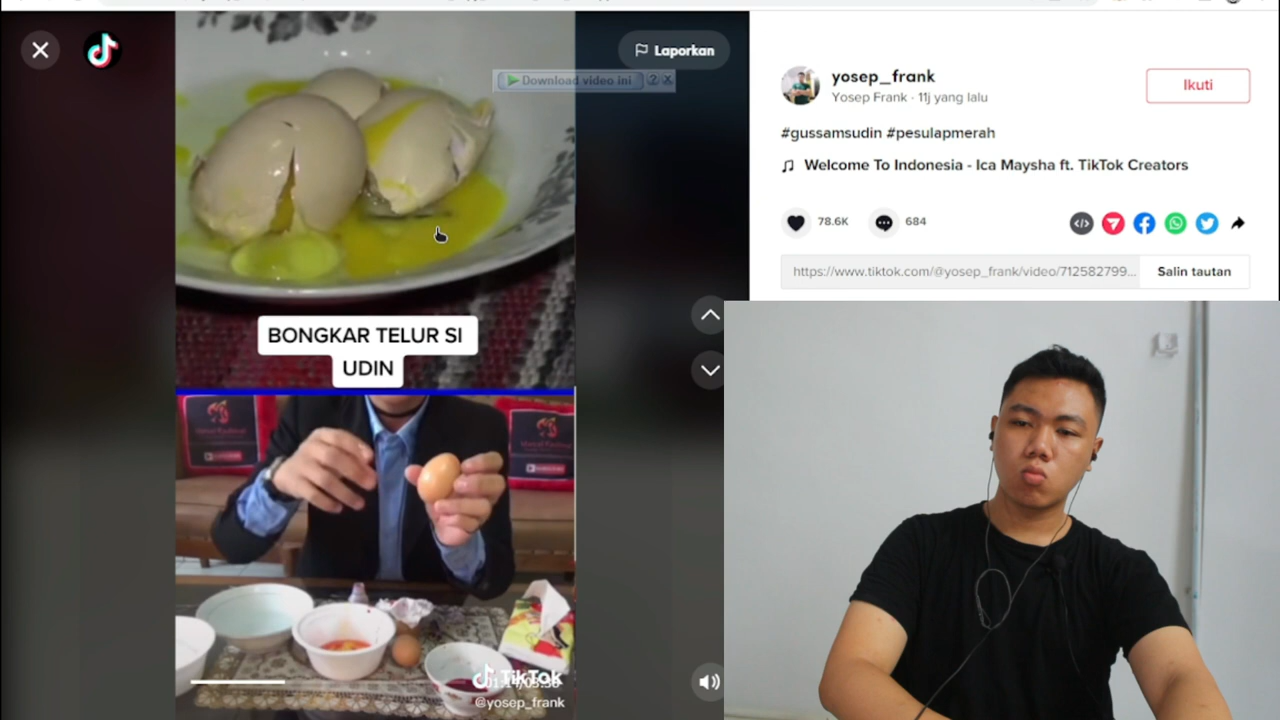 Laporkan
Download video ini
?
yosep_frank
Yosep Frank · 11j yang lalu
Ikuti
#gussamsudin #pesulapmerah
Welcome To Indonesia - Ica Maysha ft. TikTok Creators
78.6K
684
https://www.tiktok.com/@yosep_frank/video/712582799...
Salin tautan
BONGKAR TELUR SI
UDIN
TikTok
@yosep_frank